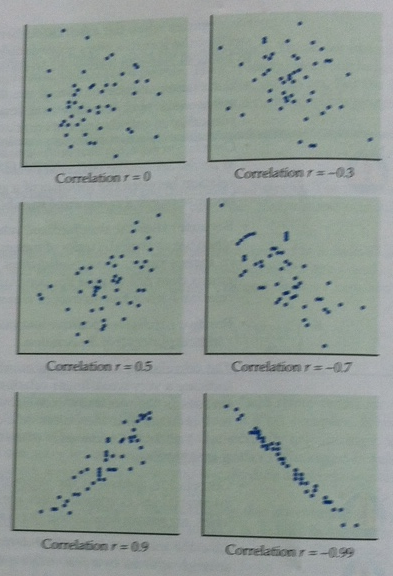 Correlation r = 0
Correlation r = −0.3
Correlation r = 0.5
Correlation r = −0.7
Correlation r = 0.9
Correlation r = −0.99